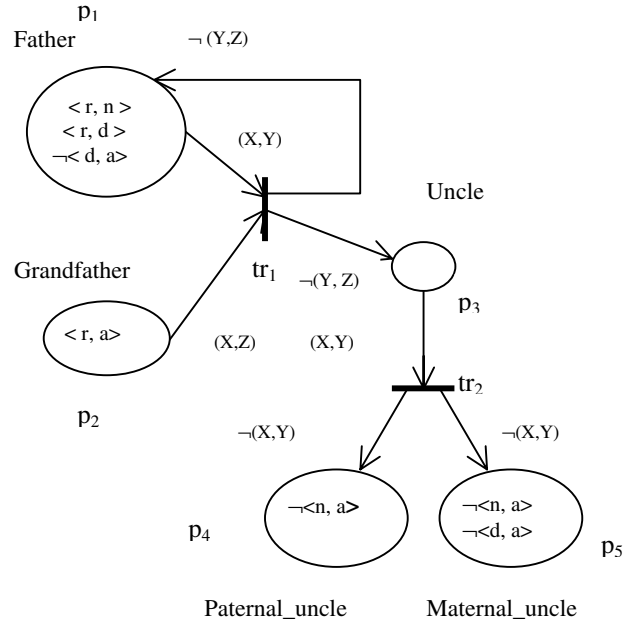 p₁
Father
¬ (Y,Z)
< r, n >
< r, d >
¬< d, a>
(X,Y)
Uncle
Grandfather
tr₁
¬(Y, Z)
p₃
< r, a>
(X,Z)
(X,Y)
tr₂
p₂
¬(X,Y)
¬(X,Y)
¬<n, a>
¬<n, a>
¬<d, a>
p₄
p₅
Paternal_uncle
Maternal_uncle